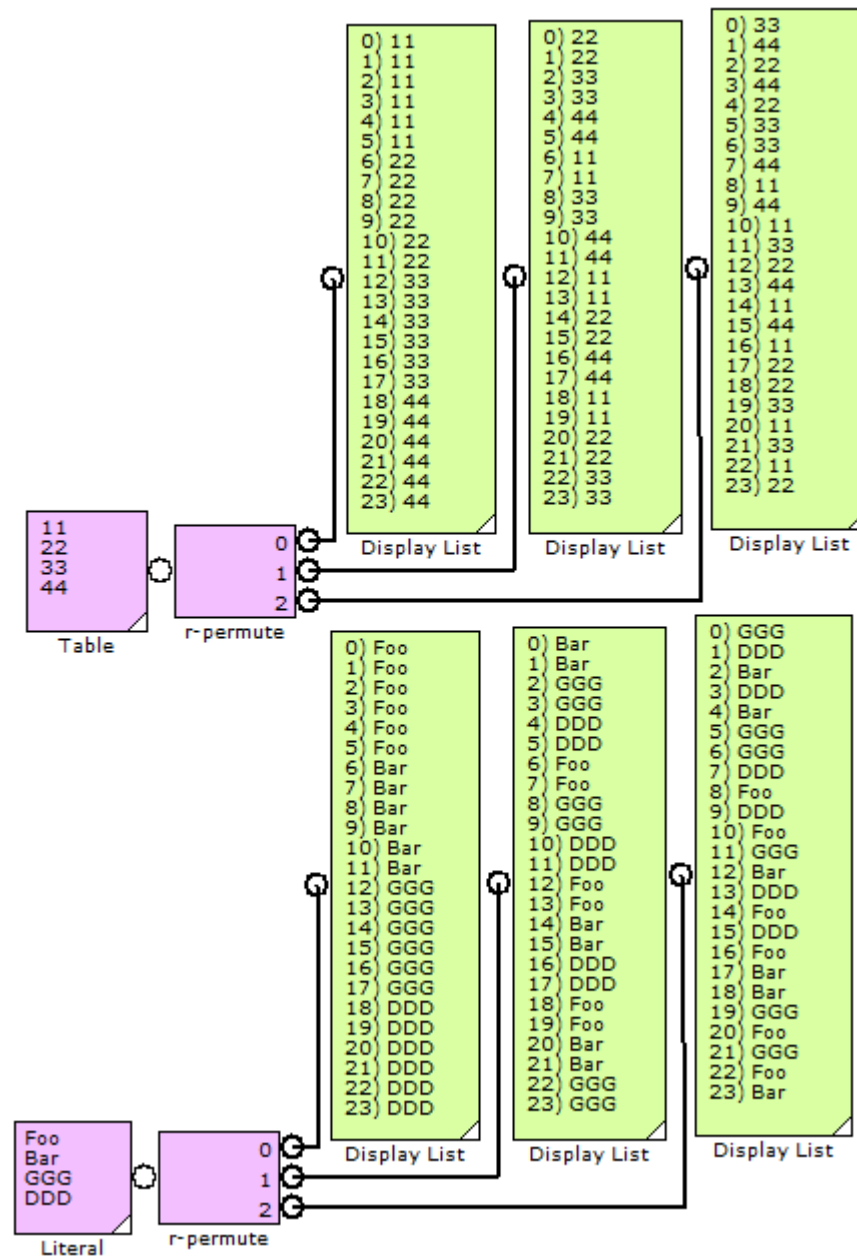 0) 11
1) 11
2) 11
3) 11
4) 11
5) 11
6) 22
7) 22
8) 22
9) 22
10) 22
11) 22
12) 33
13) 33
14) 33
15) 33
16) 33
17) 33
18) 44
19) 44
20) 44
21) 44
22) 44
23) 44
Display List
0) 22
1) 22
2) 33
3) 33
4) 44
5) 44
6) 11
7) 11
8) 33
9) 33
10) 44
11) 44
12) 11
13) 11
14) 22
15) 22
16) 44
17) 44
18) 11
19) 11
20) 22
21) 22
22) 33
23) 33
Display List
0) 33
1) 44
2) 22
3) 44
4) 22
5) 33
6) 33
7) 44
8) 11
9) 44
10) 11
11) 33
12) 22
13) 44
14) 11
15) 44
16) 11
17) 22
18) 22
19) 33
20) 11
21) 33
22) 11
23) 22
Display List
11
22
33
44
Table
0
1
2
r-permute
0) Foo
1) Foo
2) Foo
3) Foo
4) Foo
5) Foo
6) Bar
7) Bar
8) Bar
9) Bar
10) Bar
11) Bar
12) GGG
13) GGG
14) GGG
15) GGG
16) GGG
17) GGG
18) DDD
19) DDD
20) DDD
21) DDD
22) DDD
23) DDD
Display List
0) Bar
1) Bar
2) GGG
3) GGG
4) DDD
5) DDD
6) Foo
7) Foo
8) GGG
9) GGG
10) DDD
11) DDD
12) Foo
13) Foo
14) Bar
15) Bar
16) DDD
17) DDD
18) Foo
19) Foo
20) Bar
21) Bar
22) GGG
23) GGG
Display List
0) GGG
1) DDD
2) Bar
3) DDD
4) Bar
5) GGG
6) GGG
7) DDD
8) Foo
9) DDD
10) Foo
11) GGG
12) Bar
13) DDD
14) Foo
15) DDD
16) Foo
17) Bar
18) Bar
19) GGG
20) Foo
21) GGG
22) Foo
23) Bar
Display List
Foo
Bar
GGG
DDD
Literal
0
1
2
r-permute